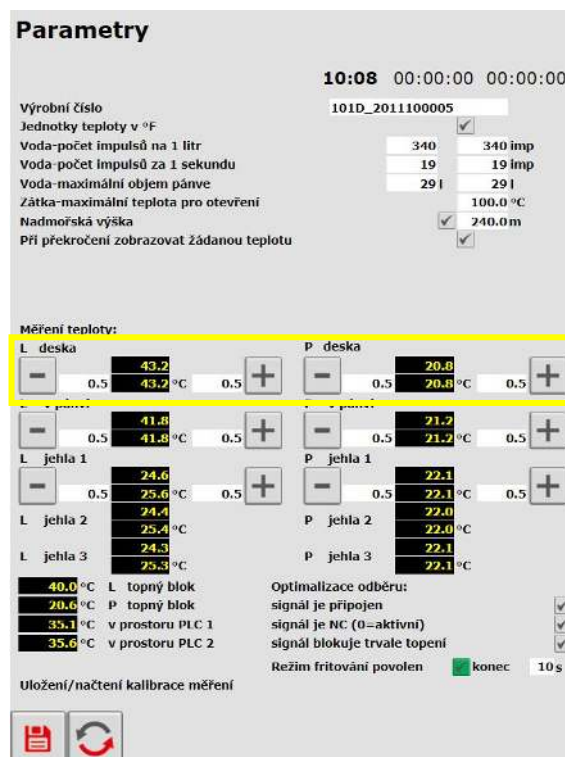 Parametry
10:08 00:00:00 00:00:00
Výrobní číslo 101D_2011100005
Jednotky teploty v °F
Voda-počet impulsů na 1 litr 340 340 imp
Voda-počet impulsů za 1 sekundu 19 19 imp
Voda-maximální objem pánve 29 l 29 l
Zátka-maximální teplota pro otevření 100.0 °C
Nadmořská výška 240.0 m
Při překročení zobrazovat žádanou teplotu
Měření teploty:
L deska P deska
43.2 20.8
− 0.5 43.2 °C 0.5 + − 0.5 20.8 °C 0.5 +
41.8 21.2
− 0.5 41.8 °C 0.5 + − 0.5 21.2 °C 0.5 +
L jehla 1 P jehla 1
24.6 22.1
− 0.5 25.6 °C 0.5 + − 0.5 22.1 °C 0.5 +
24.4 22.0
L jehla 2 25.4 °C P jehla 2 22.0 °C
24.3 22.1
L jehla 3 25.3 °C P jehla 3 22.1 °C
40.0 °C L topný blok Optimalizace odběru:
20.6 °C P topný blok signál je připojen
35.1 °C v prostoru PLC 1 signál je NC (0=aktivní)
35.6 °C v prostoru PLC 2 signál blokuje trvale topení
Režim fritování povolen konec 10 s
Uložení/načtení kalibrace měření